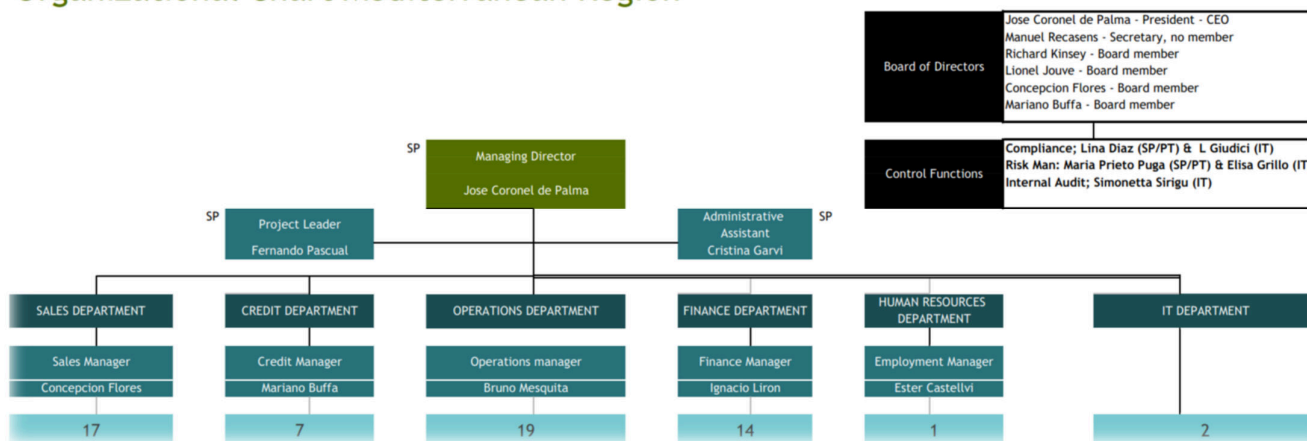 Organizational Chart Mediterranean Region
Board of Directors
Jose Coronel de Palma - President - CEO
Manuel Recasens - Secretary, no member
Richard Kinsey - Board member
Lionel Jouve - Board member
Concepcion Flores - Board member
Mariano Buffa - Board member
Control Functions
Compliance; Lina Diaz (SP/PT) & L Giudici (IT)
Risk Man: Maria Prieto Puga (SP/PT) & Elisa Grillo (IT
Internal Audit; Simonetta Sirigu (IT)
SP
Managing Director
Jose Coronel de Palma
SP
Project Leader
Fernando Pascual
Administrative
Assistant
Cristina Garvi
SP
SALES DEPARTMENT
Sales Manager
Concepcion Flores
17
CREDIT DEPARTMENT
Credit Manager
Mariano Buffa
7
OPERATIONS DEPARTMENT
Operations manager
Bruno Mesquita
19
FINANCE DEPARTMENT
Finance Manager
Ignacio Liron
14
HUMAN RESOURCES
DEPARTMENT
Employment Manager
Ester Castellvi
1
IT DEPARTMENT
2